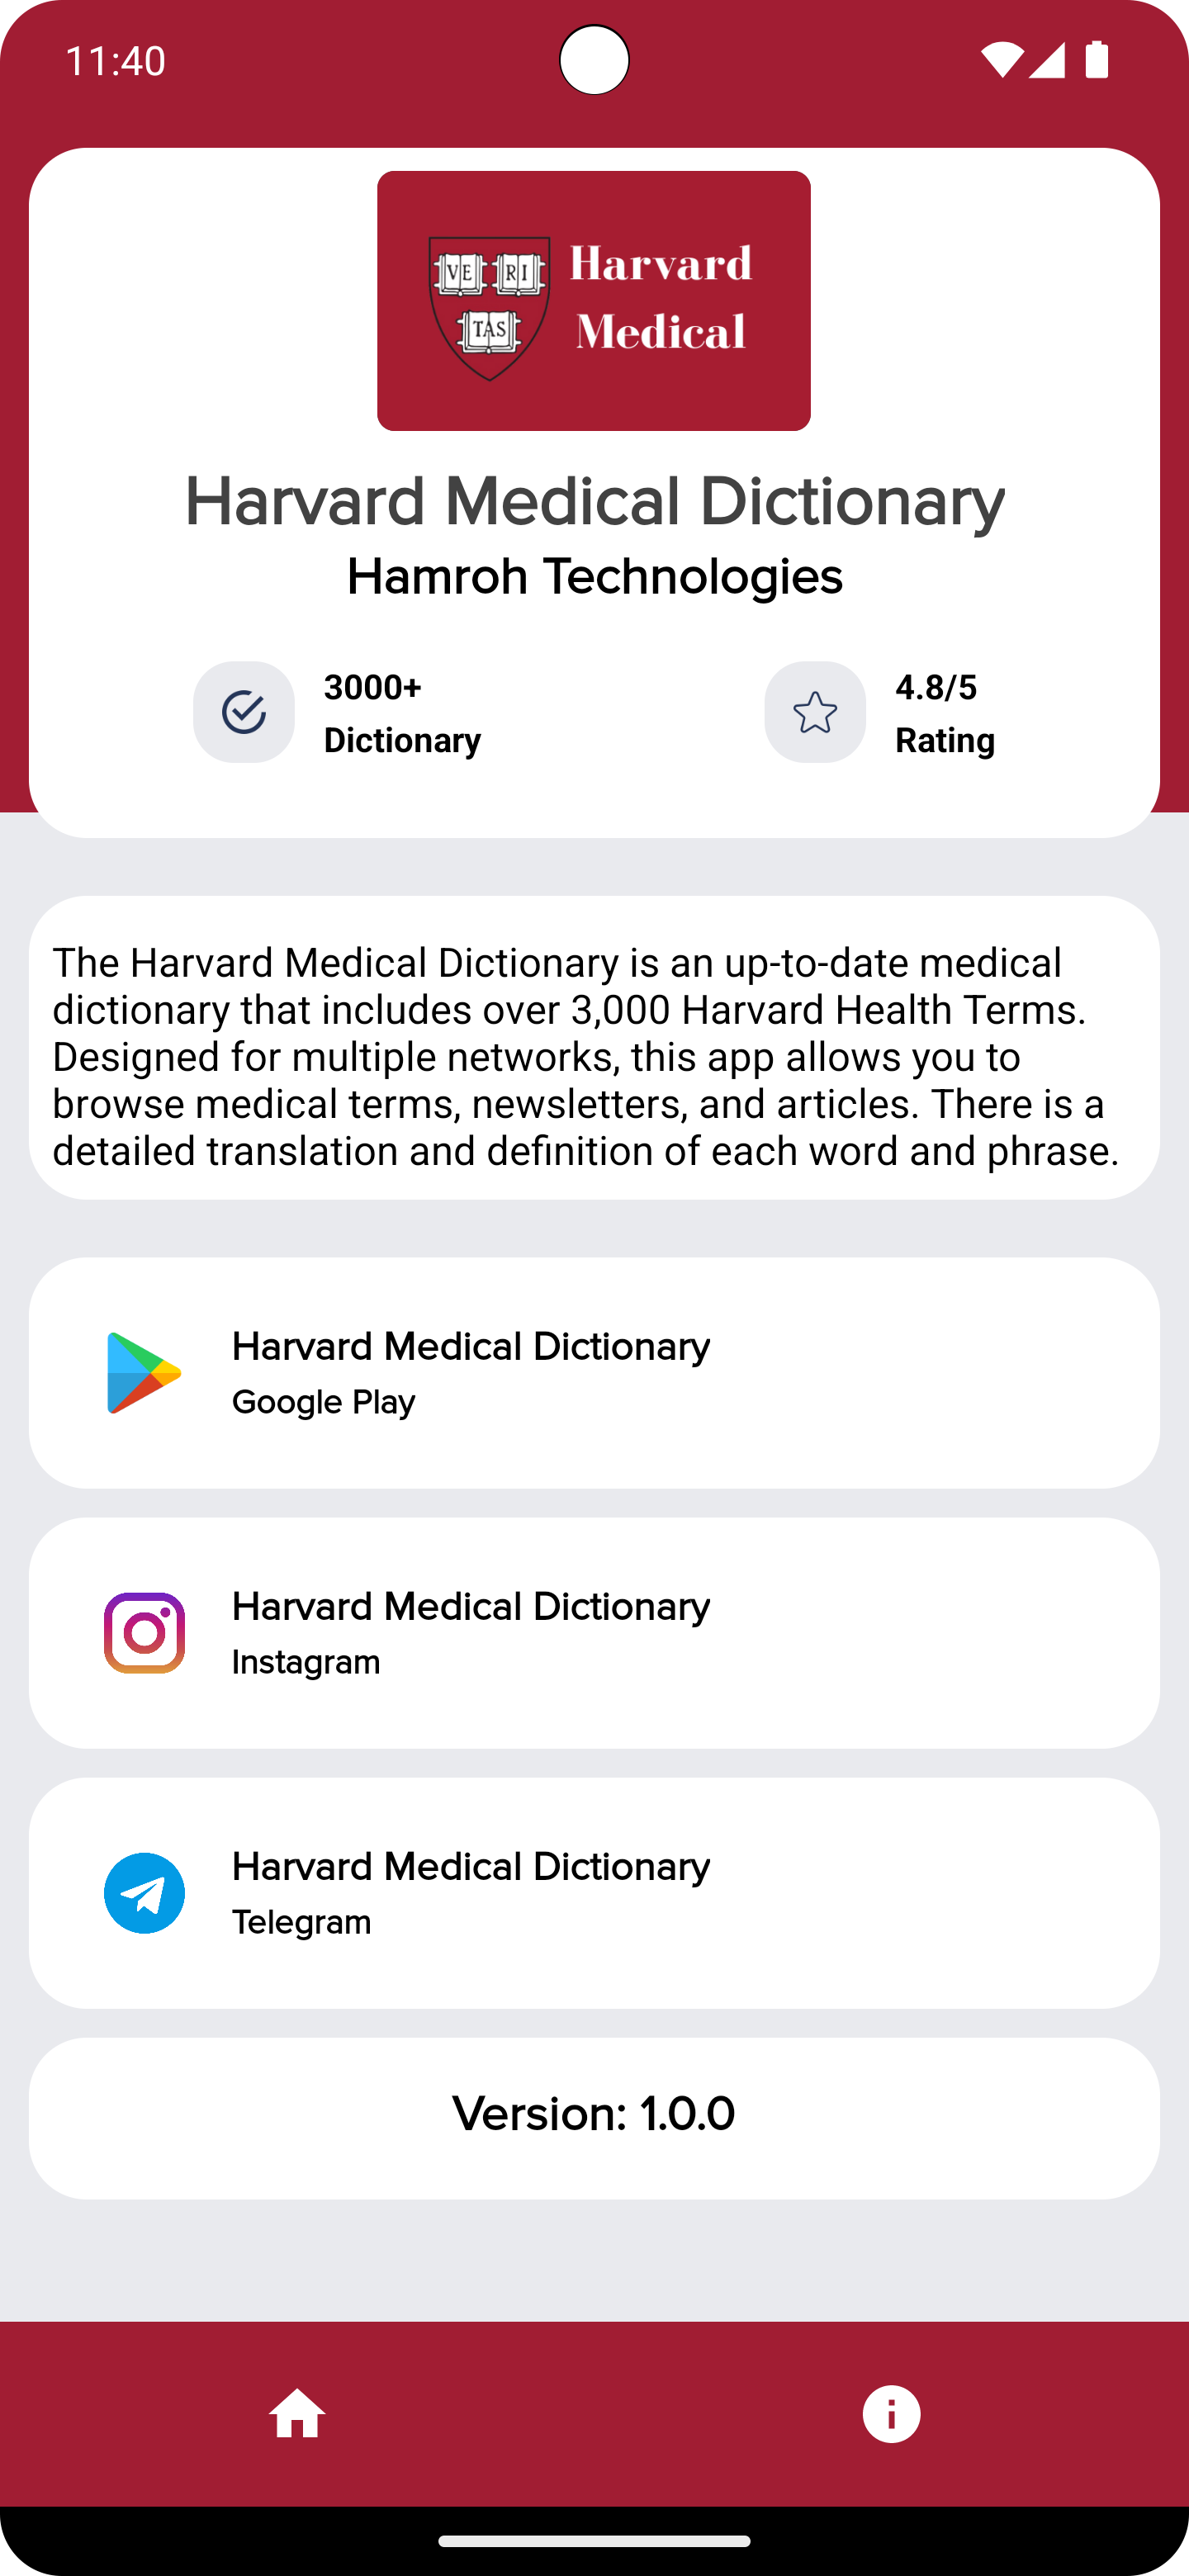 11:40
VE RI
TAS
Harvard
Medical
Harvard Medical Dictionary
Hamroh Technologies
3000+
Dictionary
4.8/5
Rating
The Harvard Medical Dictionary is an up-to-date medical
dictionary that includes over 3,000 Harvard Health Terms.
Designed for multiple networks, this app allows you to
browse medical terms, newsletters, and articles. There is a
detailed translation and definition of each word and phrase.
Harvard Medical Dictionary
Google Play
Harvard Medical Dictionary
Instagram
Harvard Medical Dictionary
Telegram
Version: 1.0.0